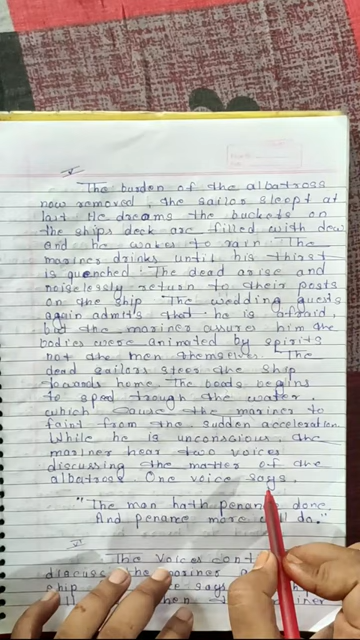 V
The burden of the albatross
now removed, the sailor sleept at
last He dreams the buckets on
the ships deck are filled with dew
and he wakes to rain. The
mariner drinks until his thirst
is quenched. The dead arise and
noiselessly return to their posts
on the ship The wedding guests
again admits that he is afraid,
but the mariner assures him the
bodies were animated by spirits
not the men themselves. The
dead sailors steer the ship
towards home. The boads begins
to sped trough the water.
which cause the mariner to
faint from the sudden acceleration.
While he is unconscious. the
mariner hear two voices
discussing the matter of the
albatross. One voice says.
"The man hath penance done
And penance more will do."
VI
The voices
discuss the mariner
ship says